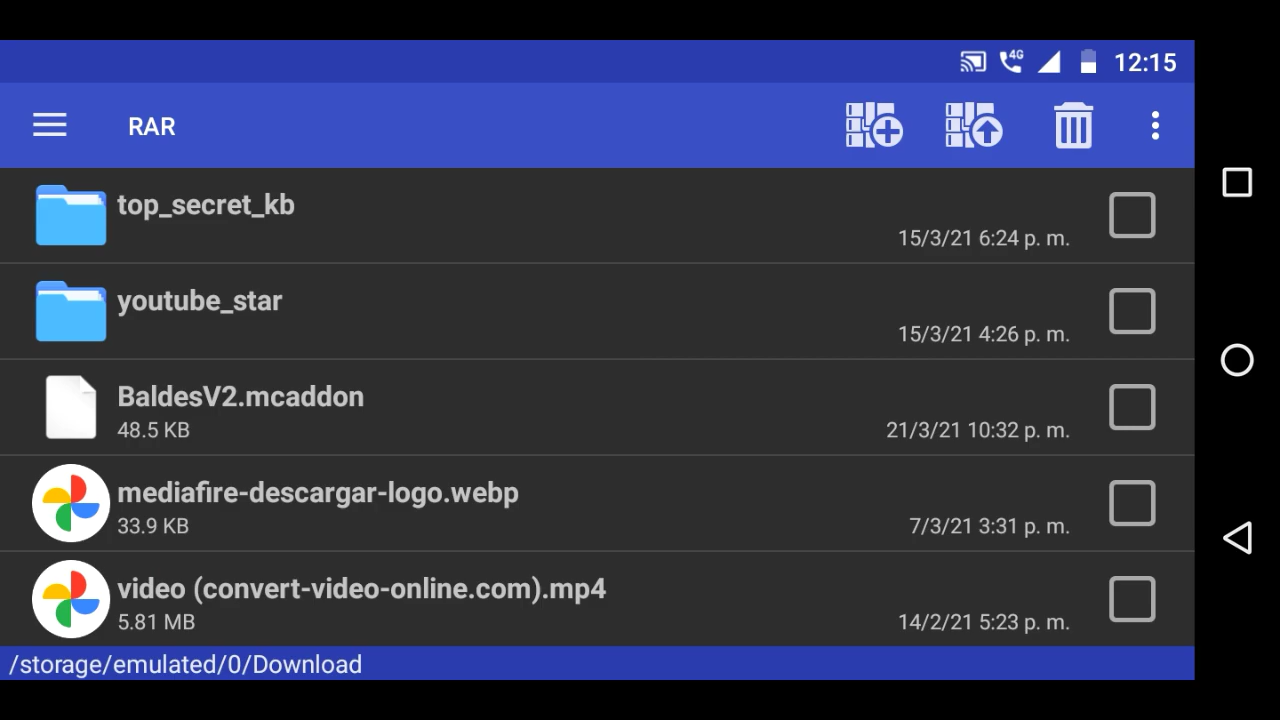 4G 12:15
RAR
top_secret_kb
15/3/21 6:24 p. m.
youtube_star
15/3/21 4:26 p. m.
BaldesV2.mcaddon
48.5 KB 21/3/21 10:32 p. m.
mediafire-descargar-logo.webp
33.9 KB 7/3/21 3:31 p. m.
video (convert-video-online.com).mp4
5.81 MB 14/2/21 5:23 p. m.
/storage/emulated/0/Download